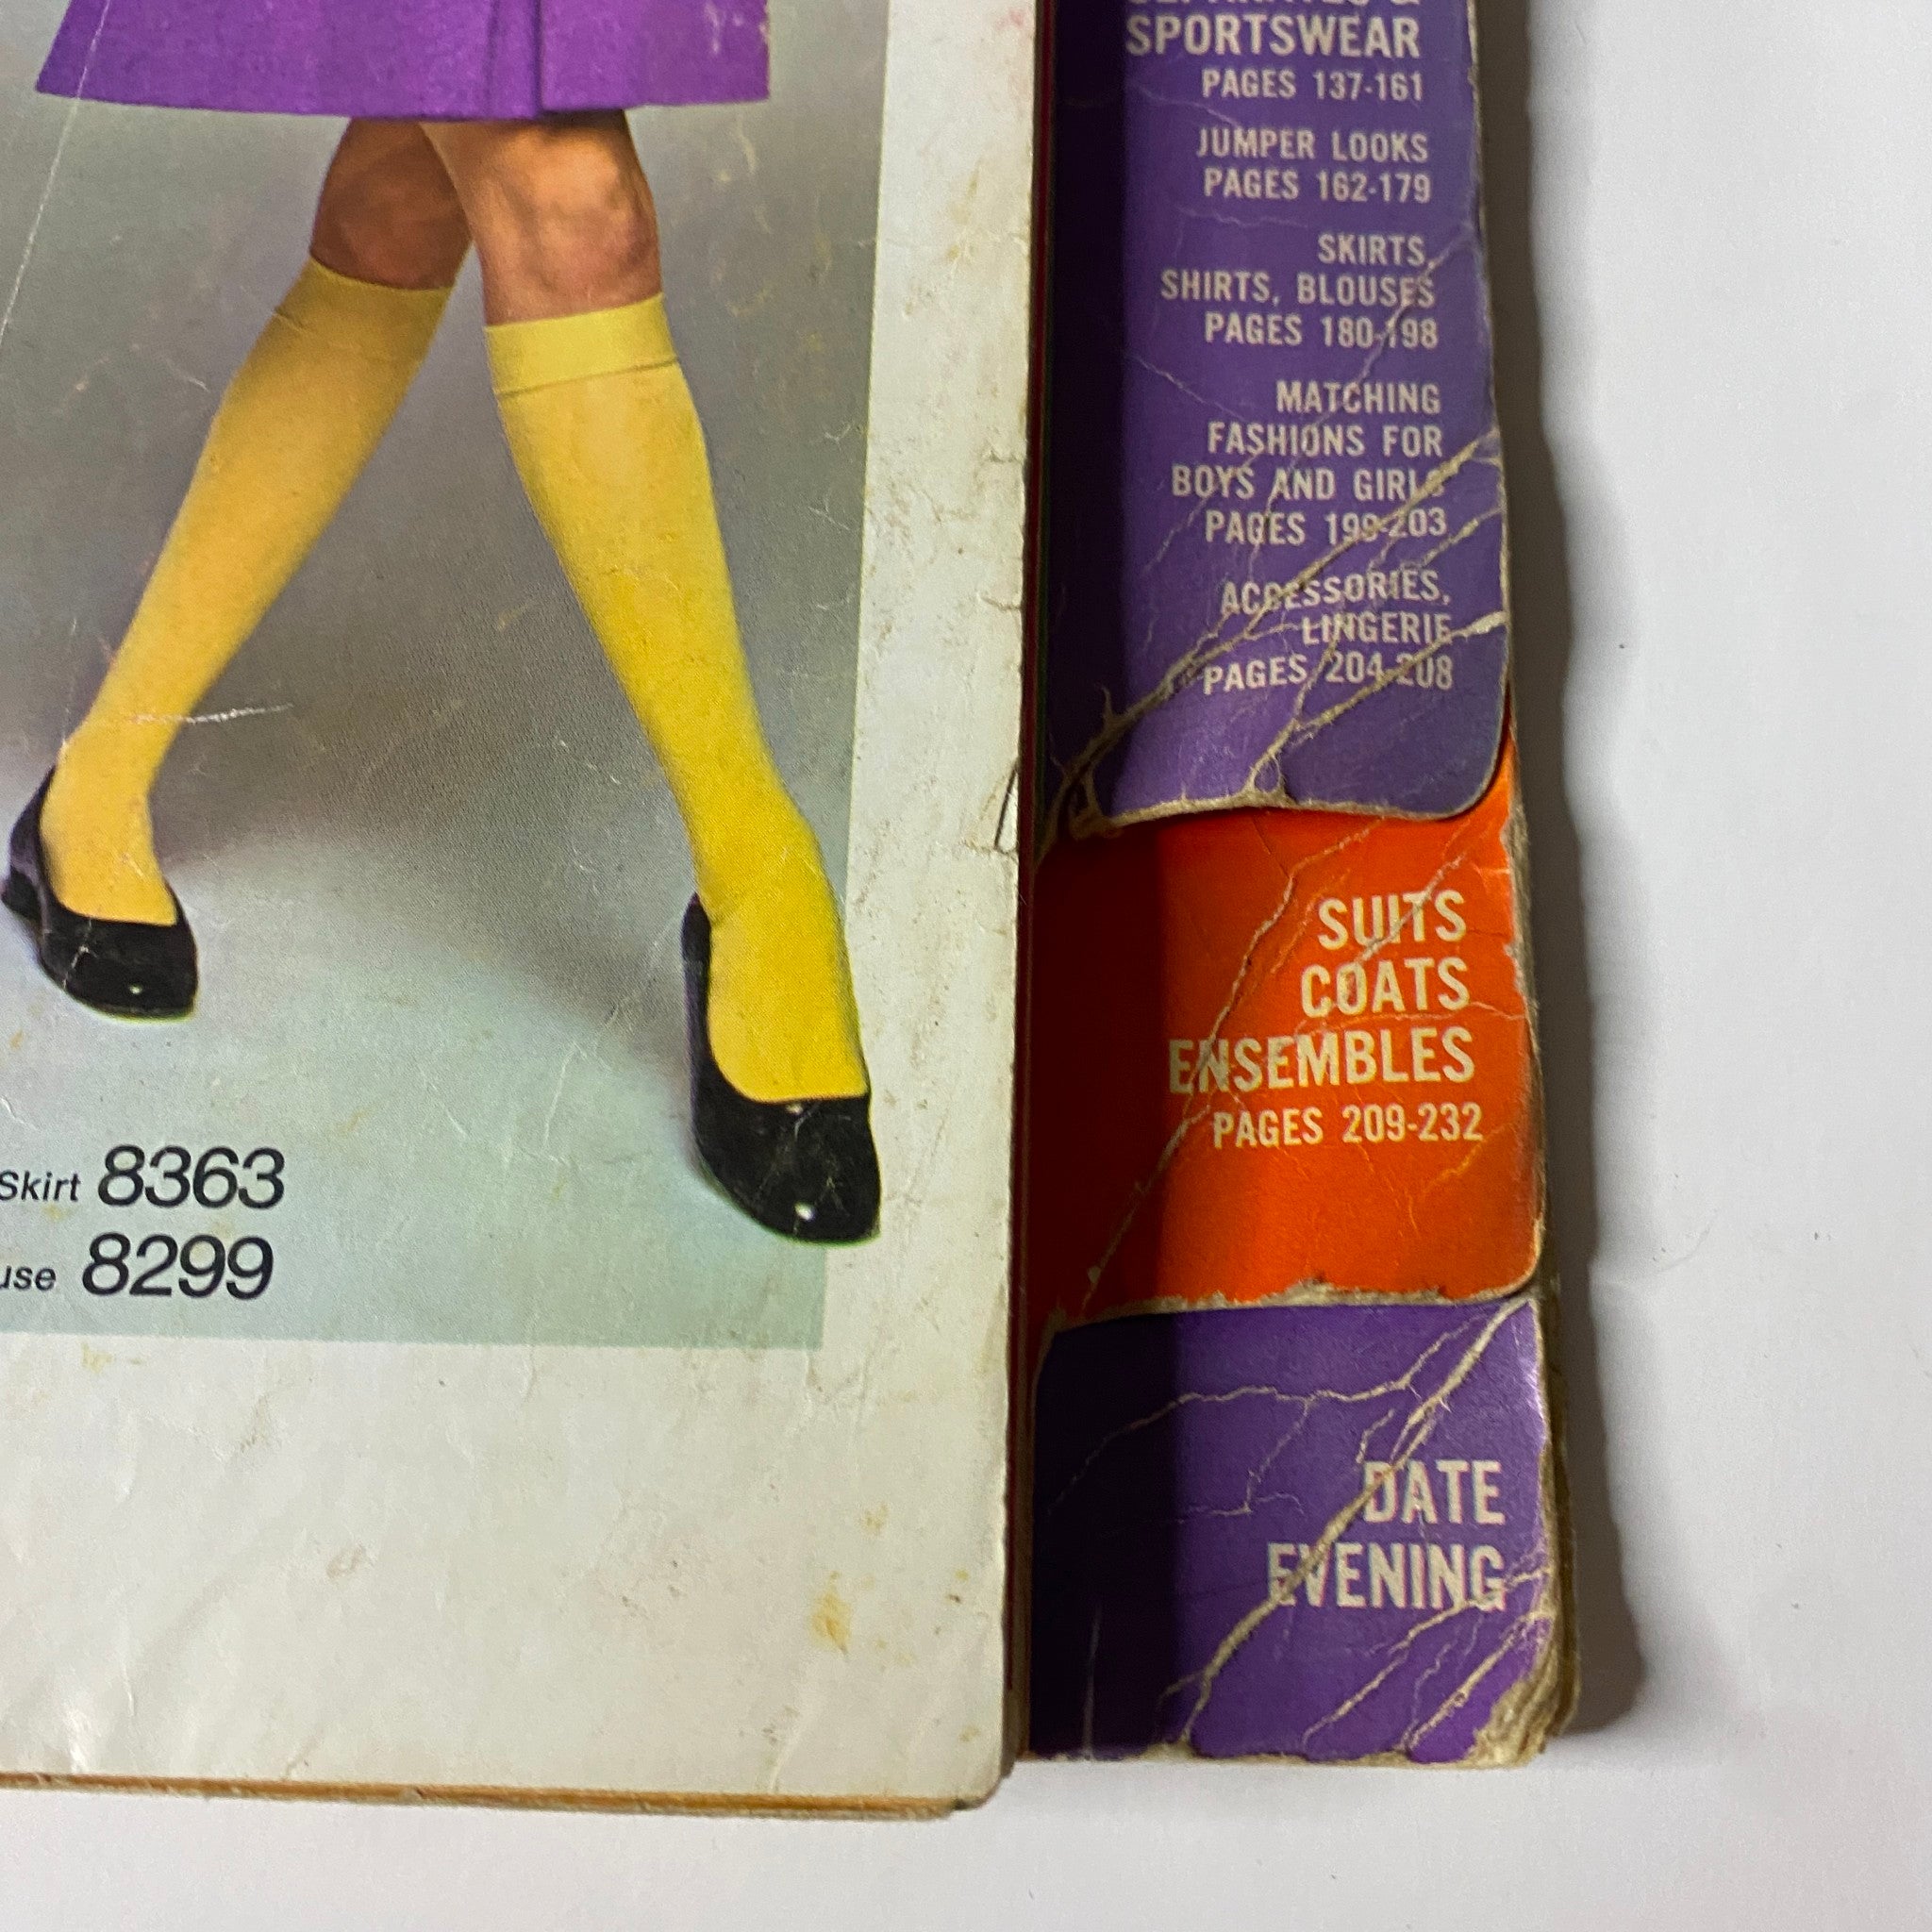 Skirt 8363
8299
SPORTSWEAR
PAGES 137-161
JUMPER LOOKS
PAGES 162-179
SKIRTS,
SHIRTS, BLOUSES
PAGES 180-198
MATCHING
FASHIONS FOR
BOYS AND GIRLS
PAGES 199-203
ACCESSORIES,
LINGERIE
PAGES 204-208
SUITS
COATS
ENSEMBLES
PAGES 209-232
DATE
EVENING